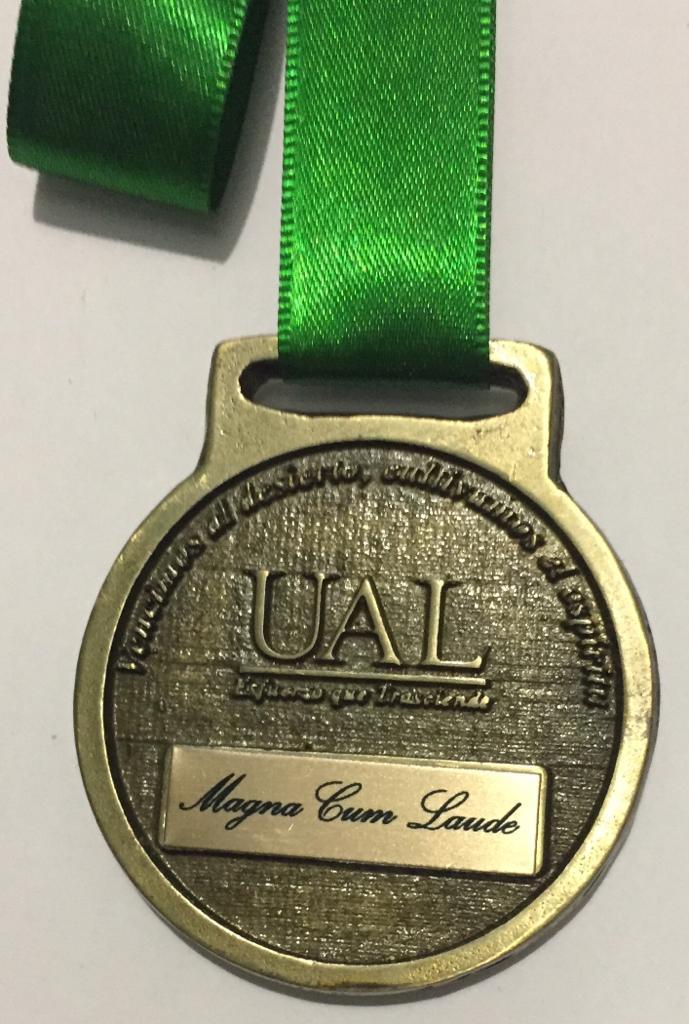 Vencimos al desierto, cultivamos el espíritu
UAL
Esfuerzo que Trasciende
Magna Cum Laude